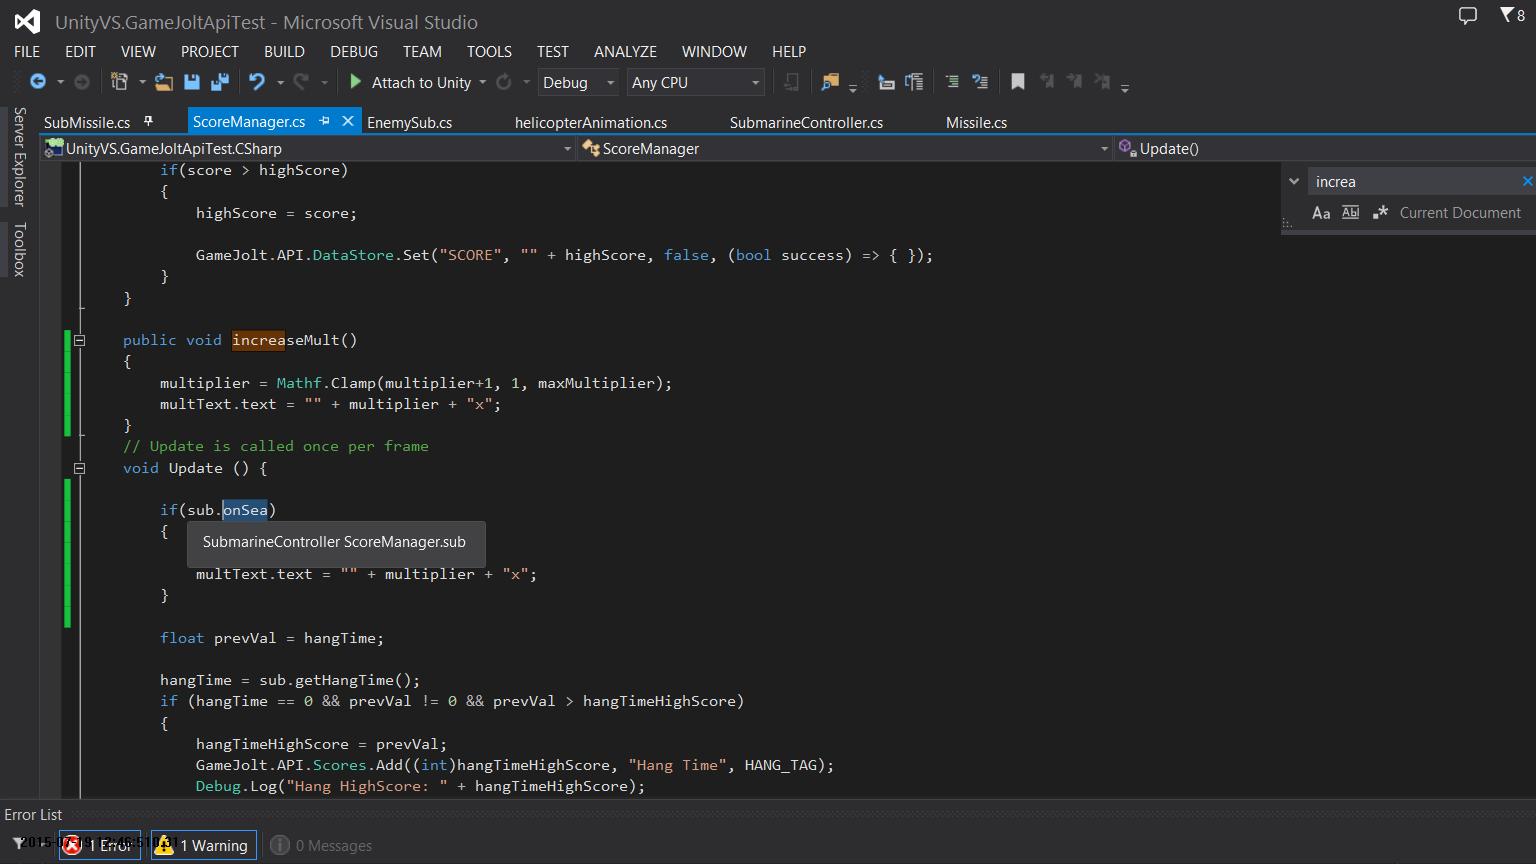 UnityVS.GameJoltApiTest - Microsoft Visual Studio
8
FILE EDIT VIEW PROJECT BUILD DEBUG TEAM TOOLS TEST ANALYZE WINDOW HELP
Attach to Unity Debug Any CPU
Server Explorer
Toolbox
SubMissile.cs ScoreManager.cs EnemySub.cs helicopterAnimation.cs SubmarineController.cs Missile.cs
UnityVS.GameJoltApiTest.CSharp ScoreManager Update()
increa
Aa Abl .* Current Document
if(score > highScore)
{
highScore = score;
GameJolt.API.DataStore.Set("SCORE", "" + highScore, false, (bool success) => { });
}
}
public void increaseMult()
{
multiplier = Mathf.Clamp(multiplier+1, 1, maxMultiplier);
multText.text = "" + multiplier + "x";
}
// Update is called once per frame
void Update () {
if(sub.onSea)
{
SubmarineController ScoreManager.sub
multText.text = "" + multiplier + "x";
}
float prevVal = hangTime;
hangTime = sub.getHangTime();
if (hangTime == 0 && prevVal != 0 && prevVal > hangTimeHighScore)
{
hangTimeHighScore = prevVal;
GameJolt.API.Scores.Add((int)hangTimeHighScore, "Hang Time", HANG_TAG);
Debug.Log("Hang HighScore: " + hangTimeHighScore);
Error List
1 Error 1 Warning 0 Messages